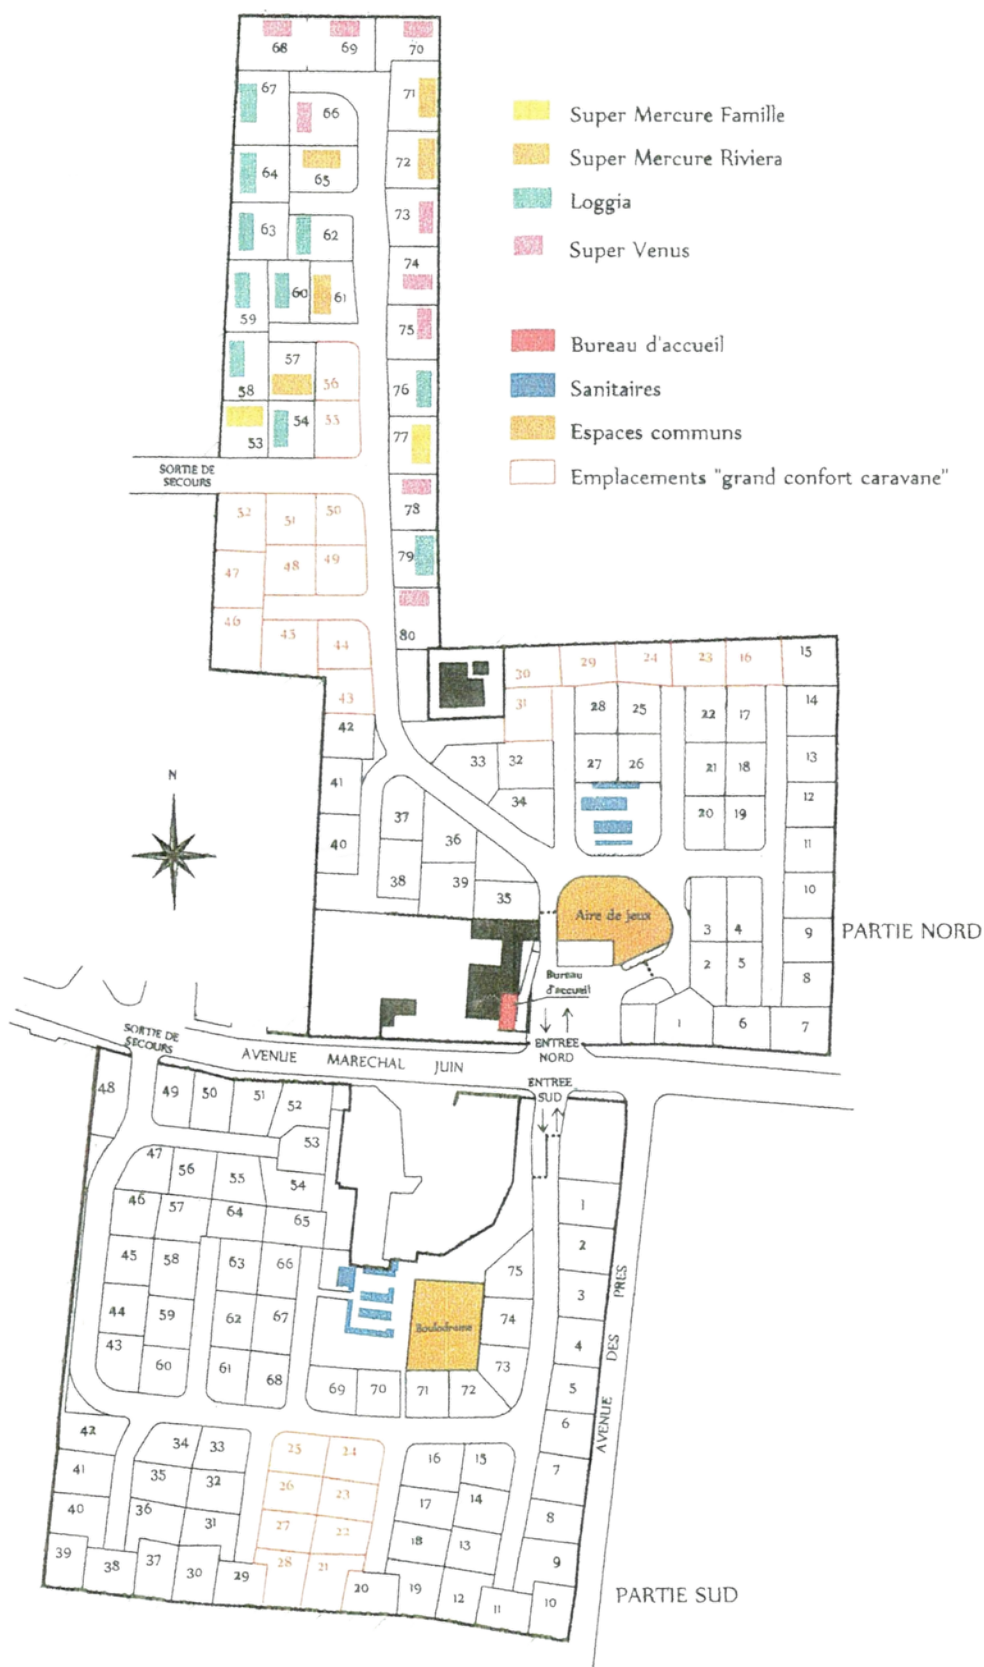 68 69 70
67 66 71
64 65 72
63 62 73
74
59 60 61 75
58 57 56 76
53 54 55 77
Super Mercure Famille
Super Mercure Riviera
Loggia
Super Venus
Bureau d'accueil
Sanitaires
Espaces communs
Emplacements "grand confort caravane"
SORTIE DE
SECOURS
78
52 51 50
79
47 48 49
80
46 45 44
43
42
41
40
30 29 24 23 16 15
31 28 25 22 17 14
33 32 27 26 21 18 13
34 20 19 12
37 36 11
38 39 35 10
Aire de jeux
3 4 9
2 5 8
1 6 7
PARTIE NORD
N
Bureau
d'accueil
ENTREE
NORD
SORTIE DE
SECOURS
AVENUE MARECHAL JUIN
ENTREE
SUD
48 49 50 51 52
53
47 56 55 54
46 57 64 65
45 58 63 66
44 59 62 67
43 60 61 68
69 70 71 72
75
74
73
Boulodrome
1
2
3
4
5
6
7
8
9
10
AVENUE DES PRES
42 34 33 25 24 16 15
41 35 32 26 23 17 14
40 36 31 27 22 18 13
39 38 37 30 29 28 21 20 19 12 11
PARTIE SUD